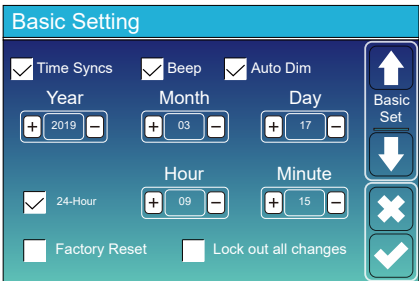 Basic Setting
Time Syncs Beep Auto Dim
Year Month Day
+ 2019 − + 03 − + 17 −
Basic
Set
Hour Minute
24-Hour + 09 − + 15 −
Factory Reset Lock out all changes